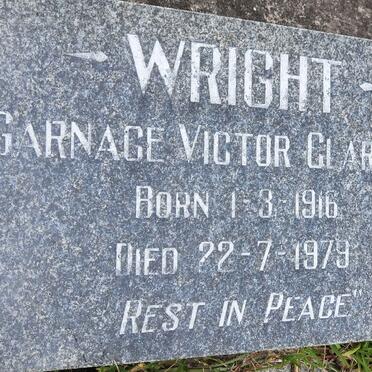 WRIGHT
GARNAGE VICTOR
BORN 1-3-1916
DIED 22-7-1979
"REST IN PEACE"